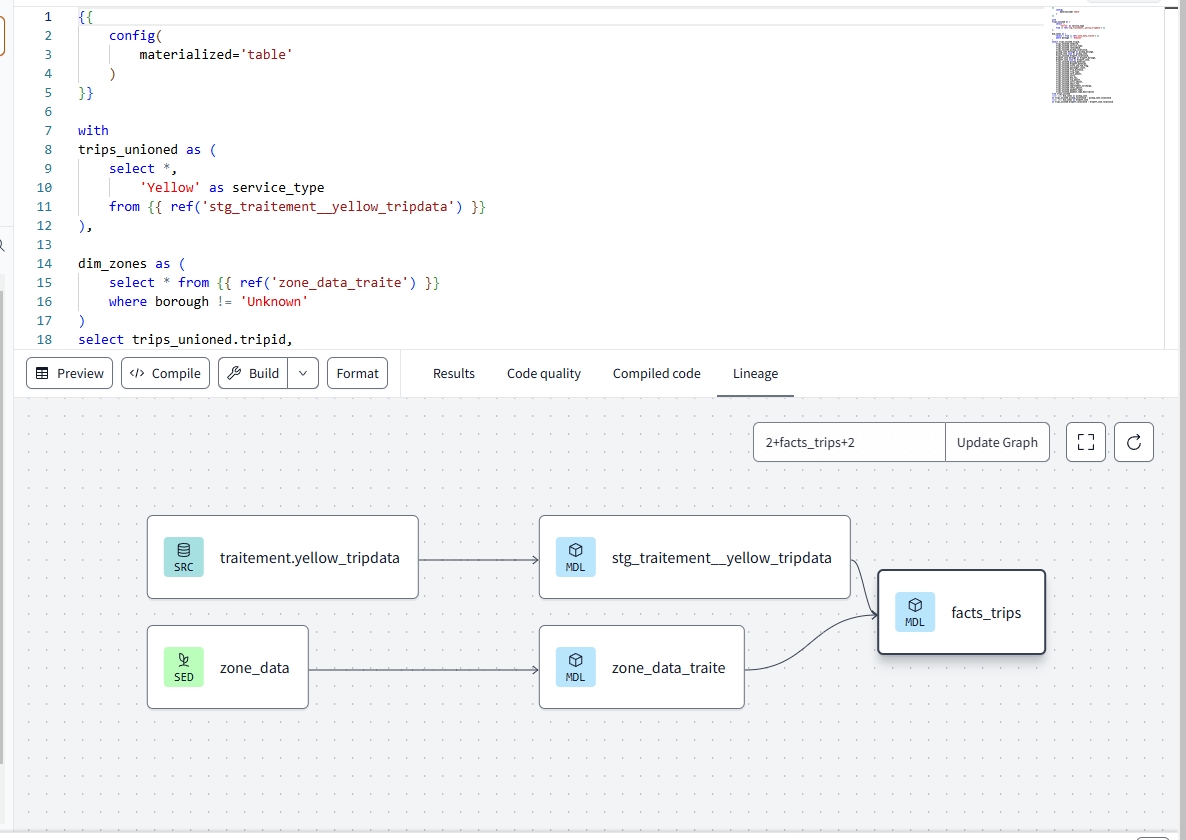 1 {{
2 config(
3 materialized='table'
4 )
5 }}
6
7 with
8 trips_unioned as (
9 select *,
10 'Yellow' as service_type
11 from {{ ref('stg_traitement__yellow_tripdata') }}
12 ),
13
14 dim_zones as (
15 select * from {{ ref('zone_data_traite') }}
16 where borough != 'Unknown'
17 )
18 select trips_unioned.tripid,
Preview Compile Build Format Results Code quality Compiled code Lineage
2+facts_trips+2 Update Graph
SRC traitement.yellow_tripdata
MDL stg_traitement__yellow_tripdata
MDL facts_trips
SED zone_data
MDL zone_data_traite